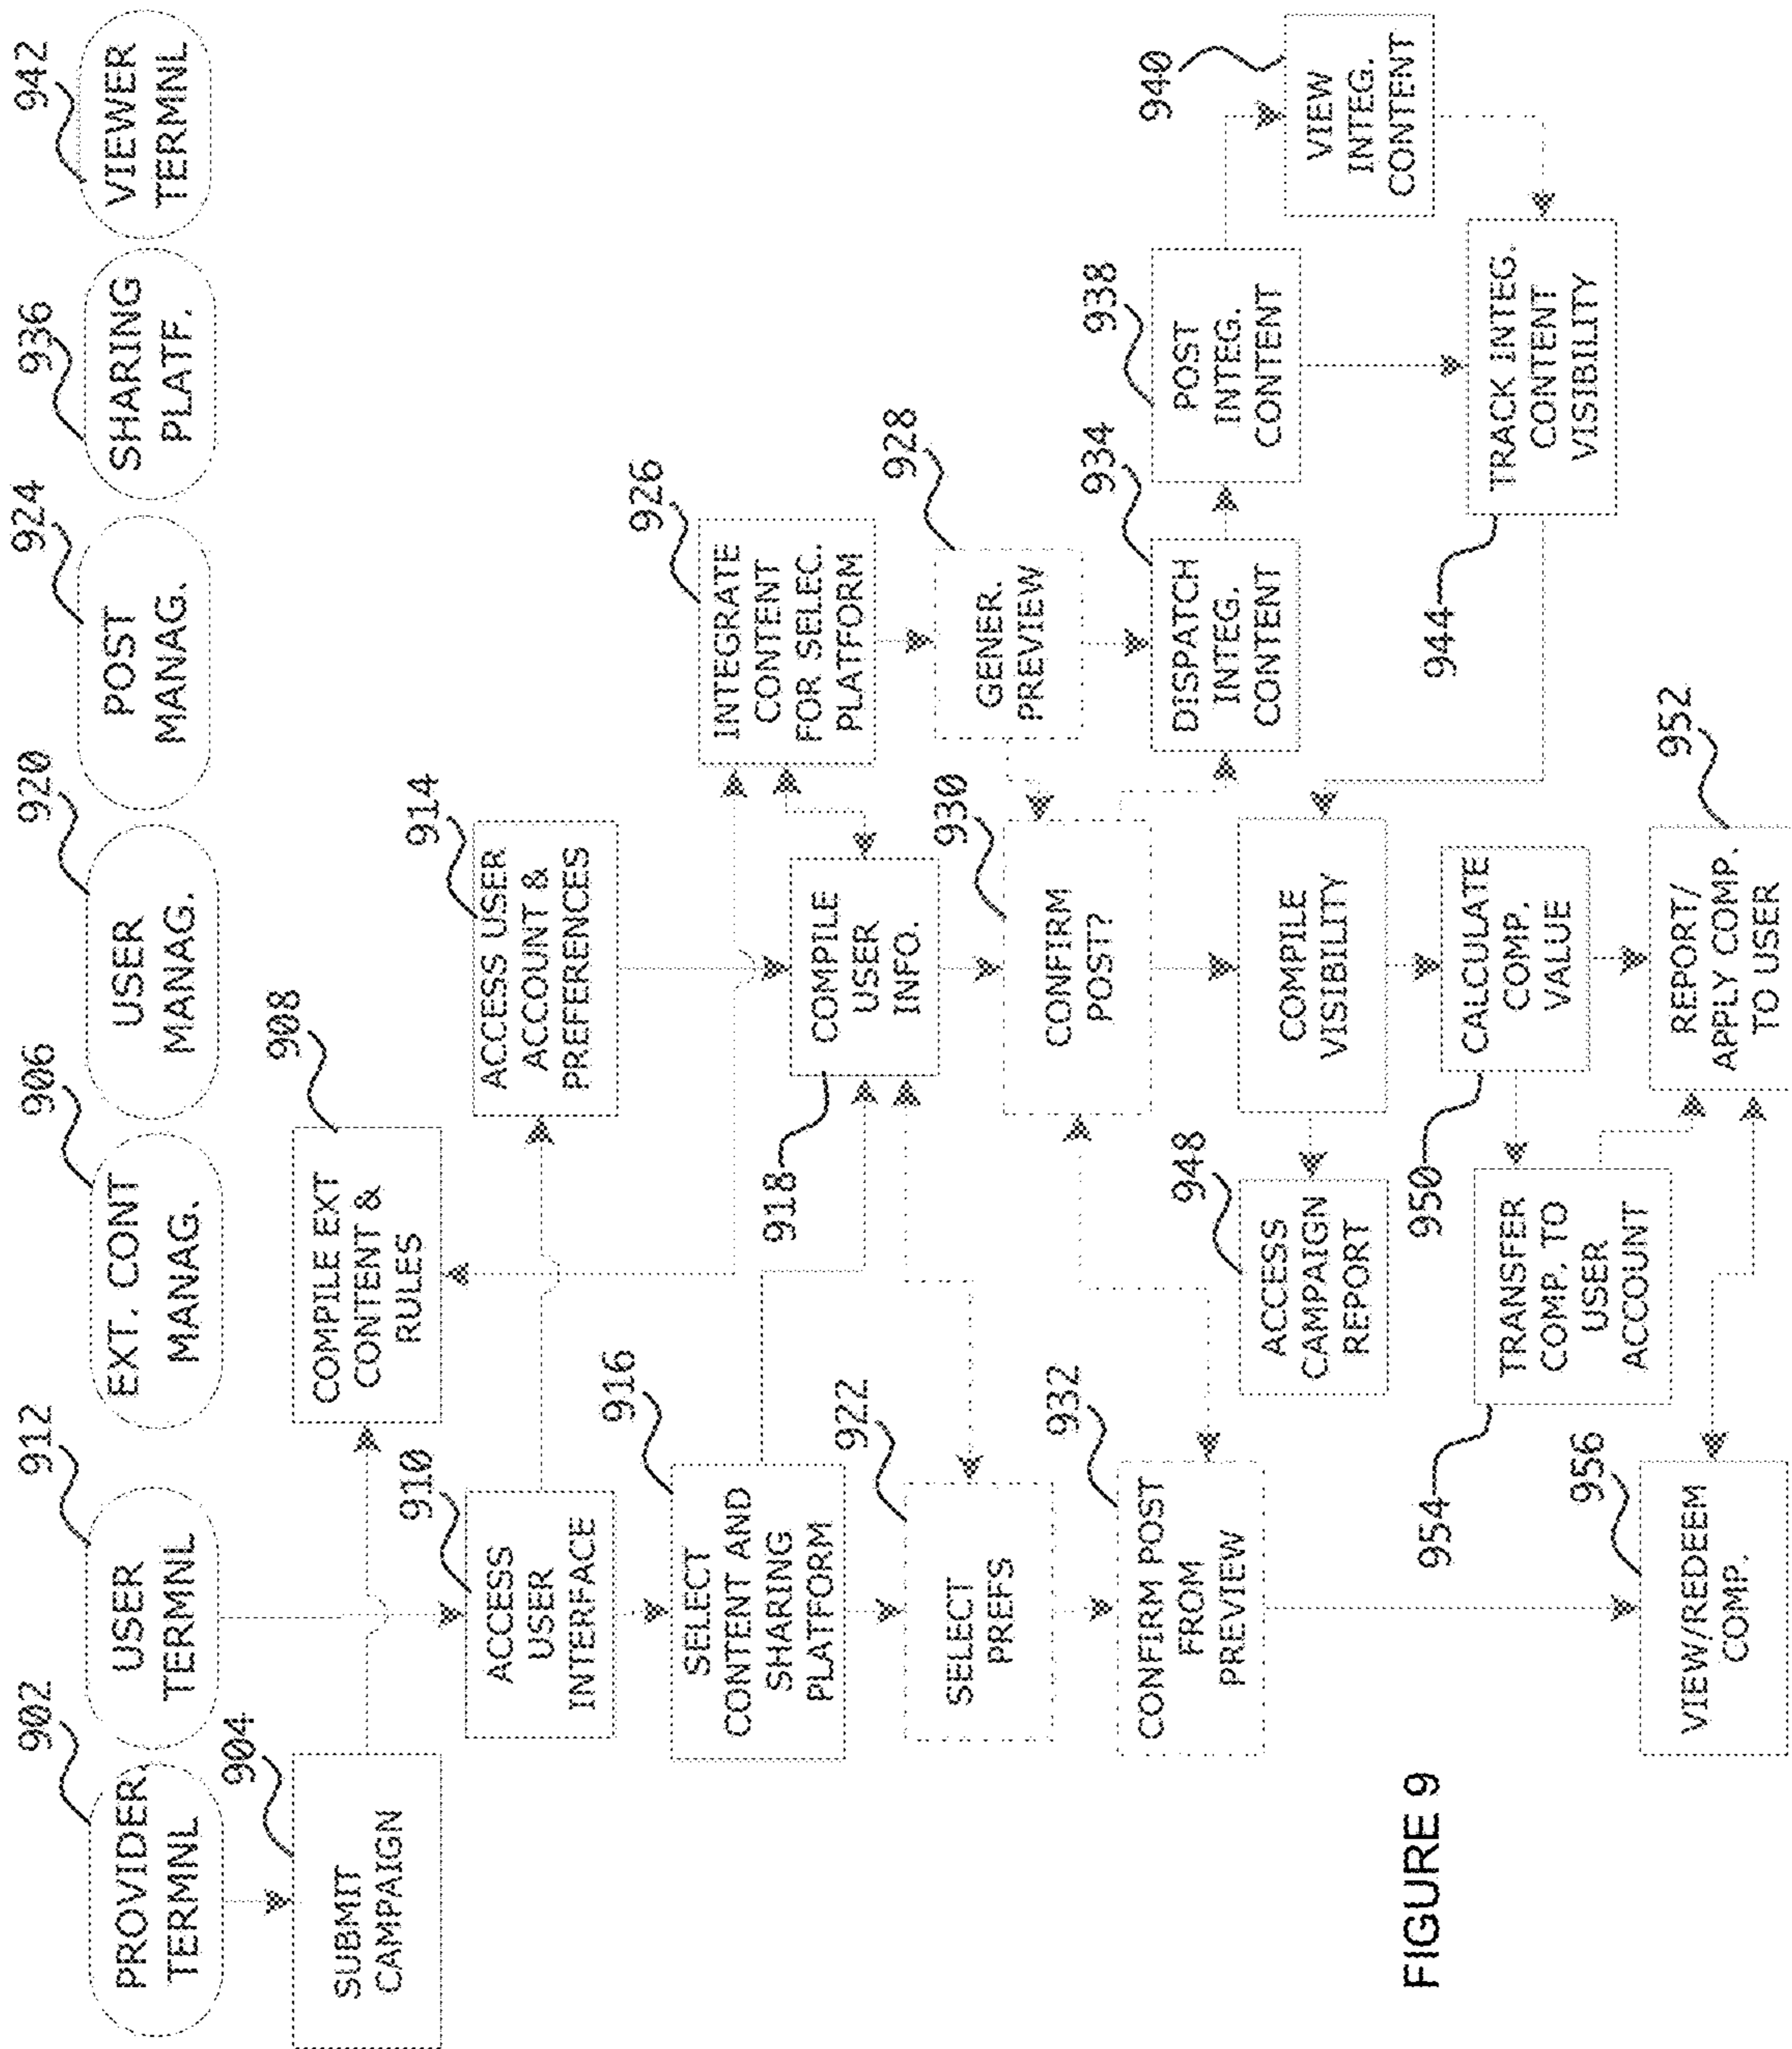 902
PROVIDER
TERMNL
912
USER
TERMNL
906
EXT. CONT
MANAG.
920
USER
MANAG.
924
POST
MANAG.
936
SHARING
PLATF.
942
VIEWER
TERMNL
904
SUBMIT
CAMPAIGN
908
COMPILE EXT
CONTENT &
RULES
910
ACCESS
USER
INTERFACE
914
ACCESS USER
ACCOUNT &
PREFERENCES
916
SELECT
CONTENT AND
SHARING
PLATFORM
918
COMPILE
USER
INFO.
926
INTEGRATE
CONTENT
FOR SELEC.
PLATFORM
922
SELECT
PREFS
928
GENER.
PREVIEW
930
CONFIRM
POST?
932
CONFIRM POST
FROM
PREVIEW
934
DISPATCH
INTEG.
CONTENT
938
POST
INTEG.
CONTENT
940
VIEW
INTEG.
CONTENT
948
ACCESS
CAMPAIGN
REPORT
COMPILE
VISIBILITY
944
TRACK INTEG.
CONTENT
VISIBILITY
950
CALCULATE
COMP.
VALUE
954
TRANSFER
COMP. TO
USER
ACCOUNT
952
REPORT/
APPLY COMP.
TO USER
956
VIEW/REDEEM
COMP.
FIGURE 9